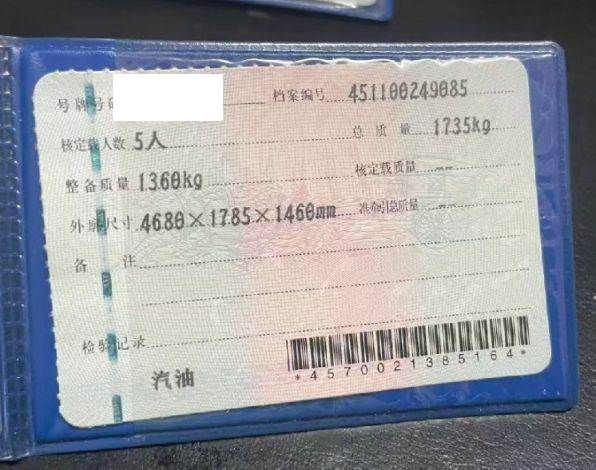 号牌号码 档案编号 451100249085
核定载人数 5人 总质量 1735kg
整备质量 1360kg 核定载质量 --
外廓尺寸 4680×1785×1460mm 准牵引总质量 --
备注
检验记录
*4570021385164*
汽油